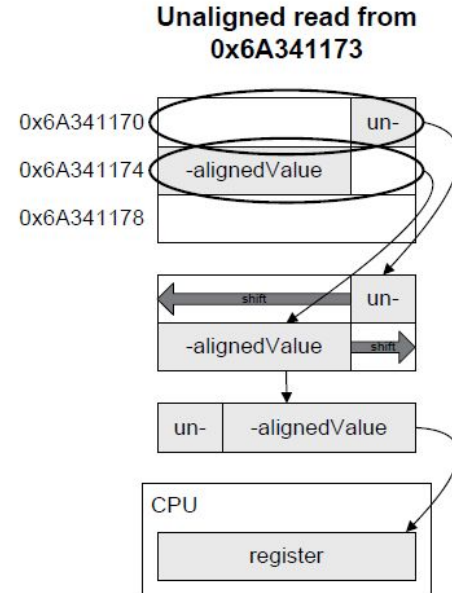 Unaligned read from
0x6A341173
0x6A341170
un-
0x6A341174
-alignedValue
0x6A341178
shift
un-
-alignedValue
shift
un-
-alignedValue
CPU
register